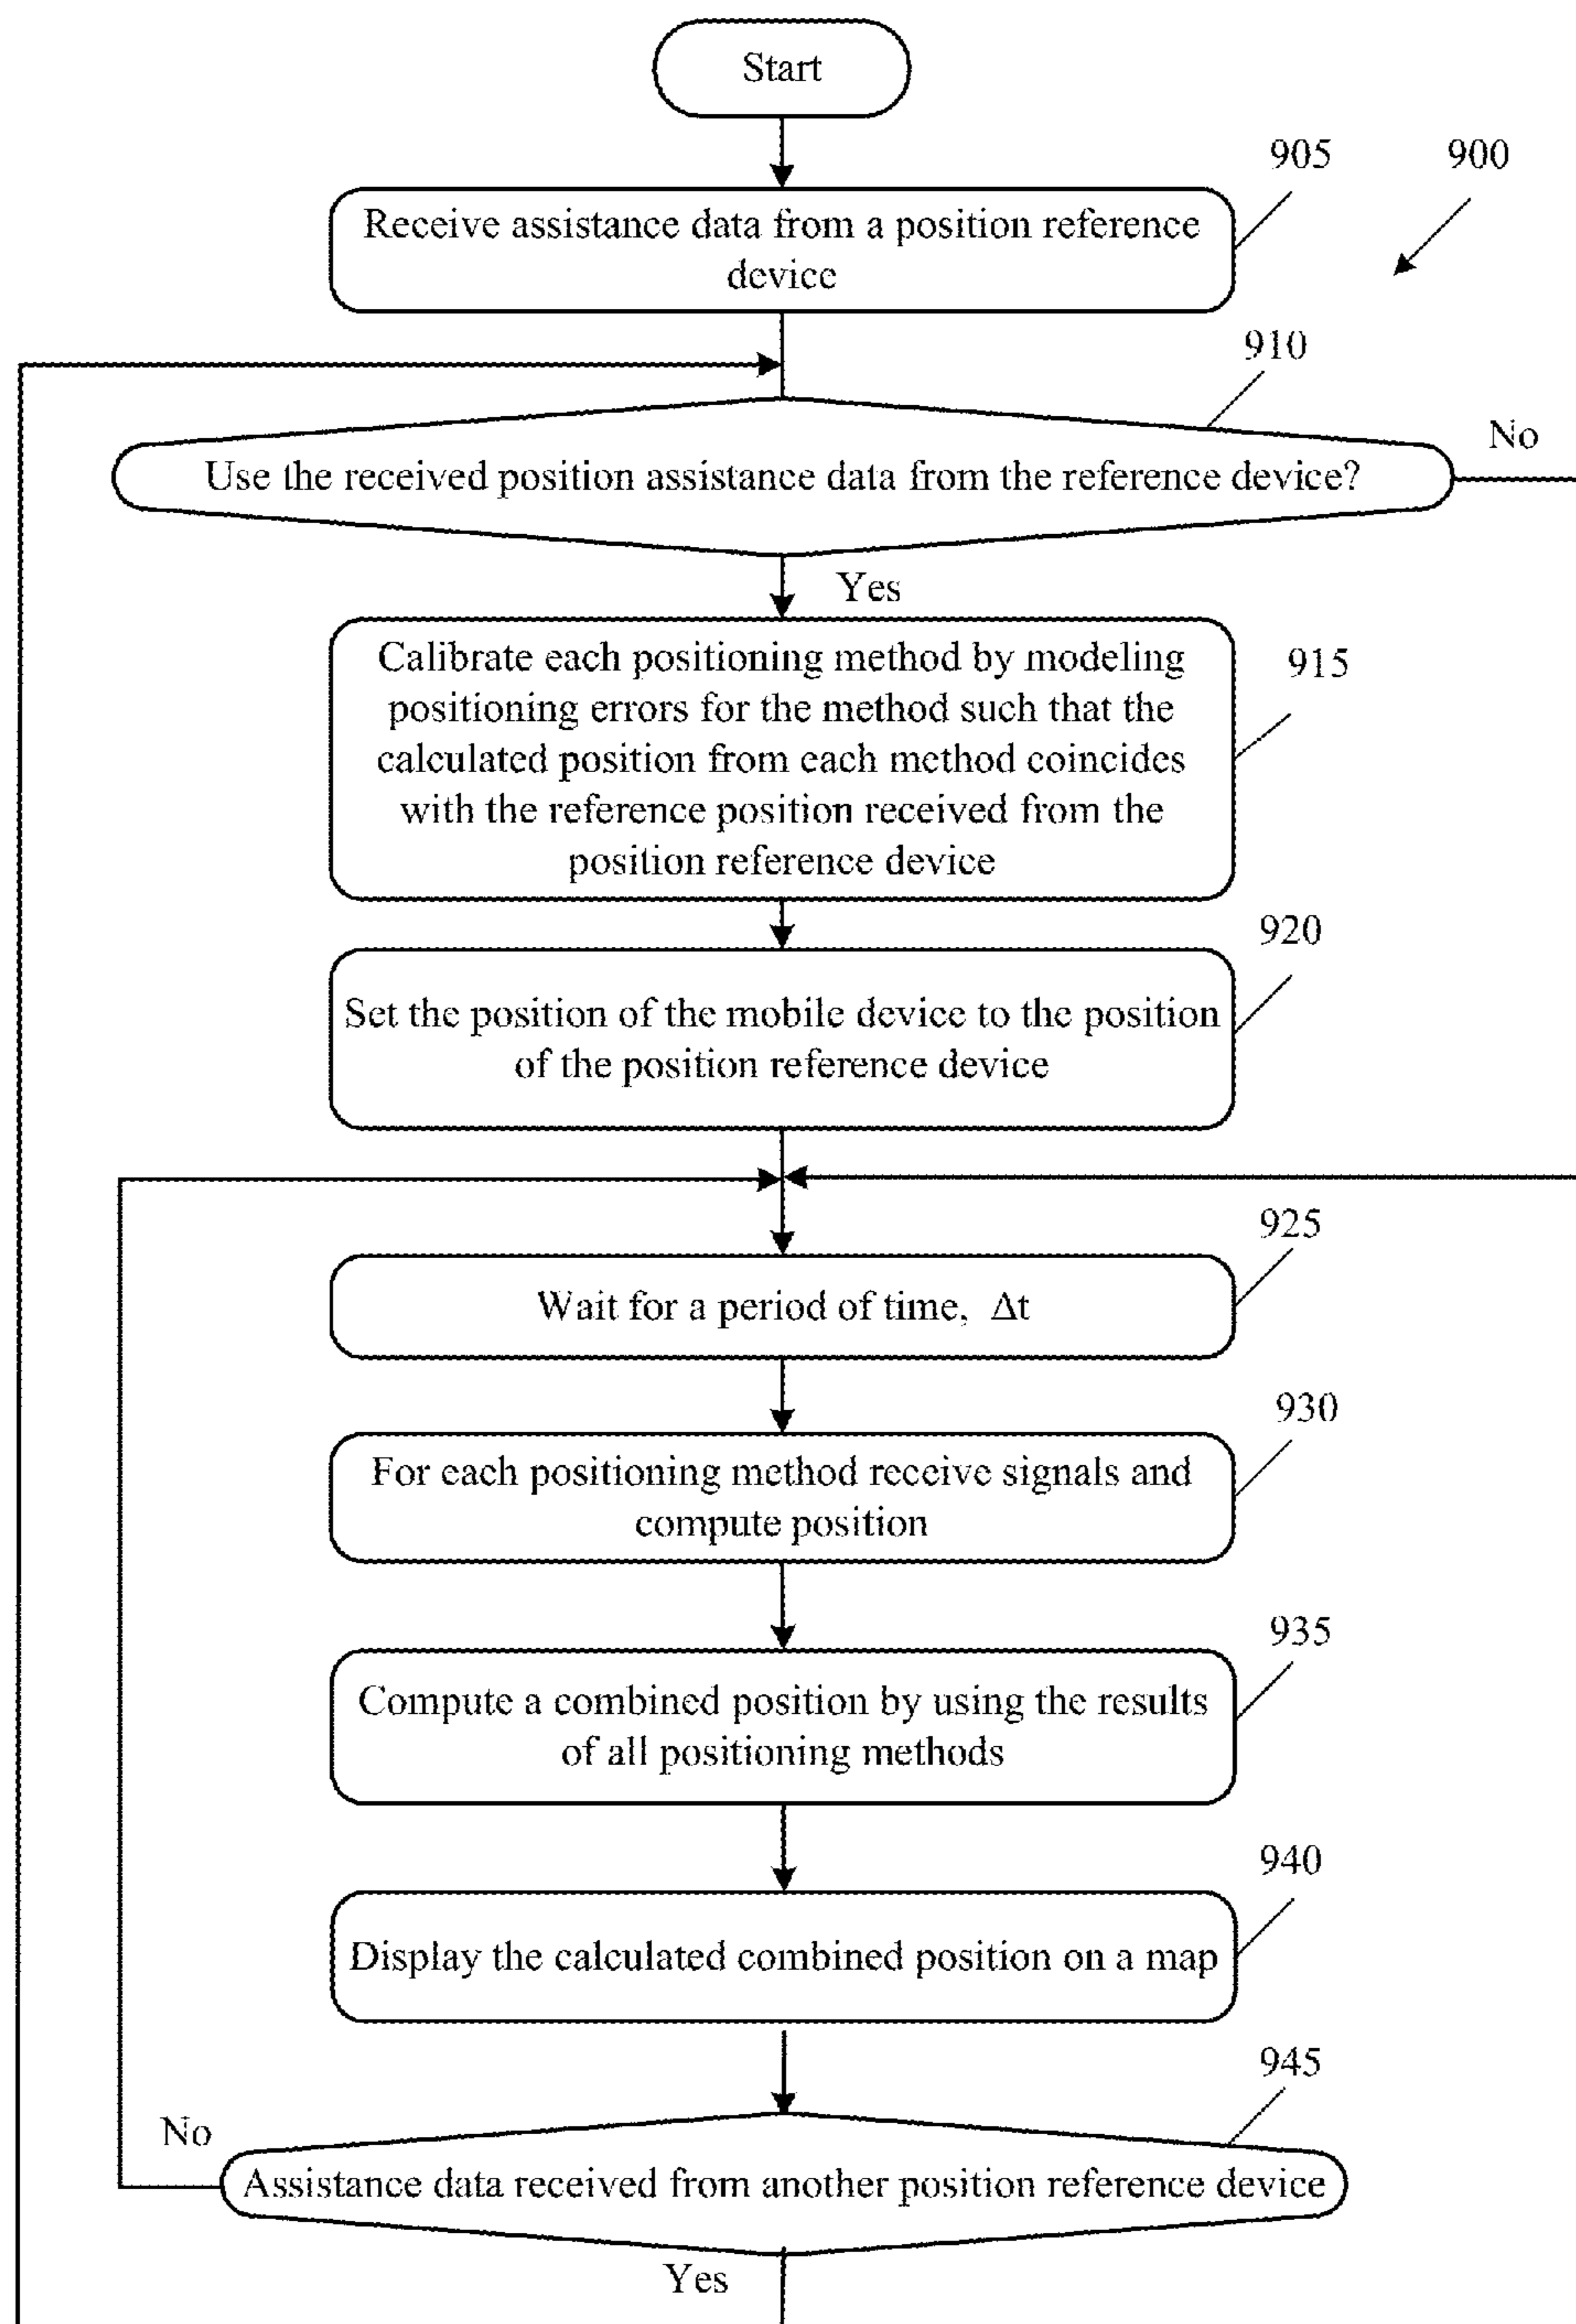 Start
905
900
Receive assistance data from a position reference
device
910
No
Use the received position assistance data from the reference device?
Yes
Calibrate each positioning method by modeling
positioning errors for the method such that the
calculated position from each method coincides
with the reference position received from the
position reference device
915
920
Set the position of the mobile device to the position
of the position reference device
925
Wait for a period of time, Δt
930
For each positioning method receive signals and
compute position
935
Compute a combined position by using the results
of all positioning methods
940
Display the calculated combined position on a map
945
No
Assistance data received from another position reference device
Yes